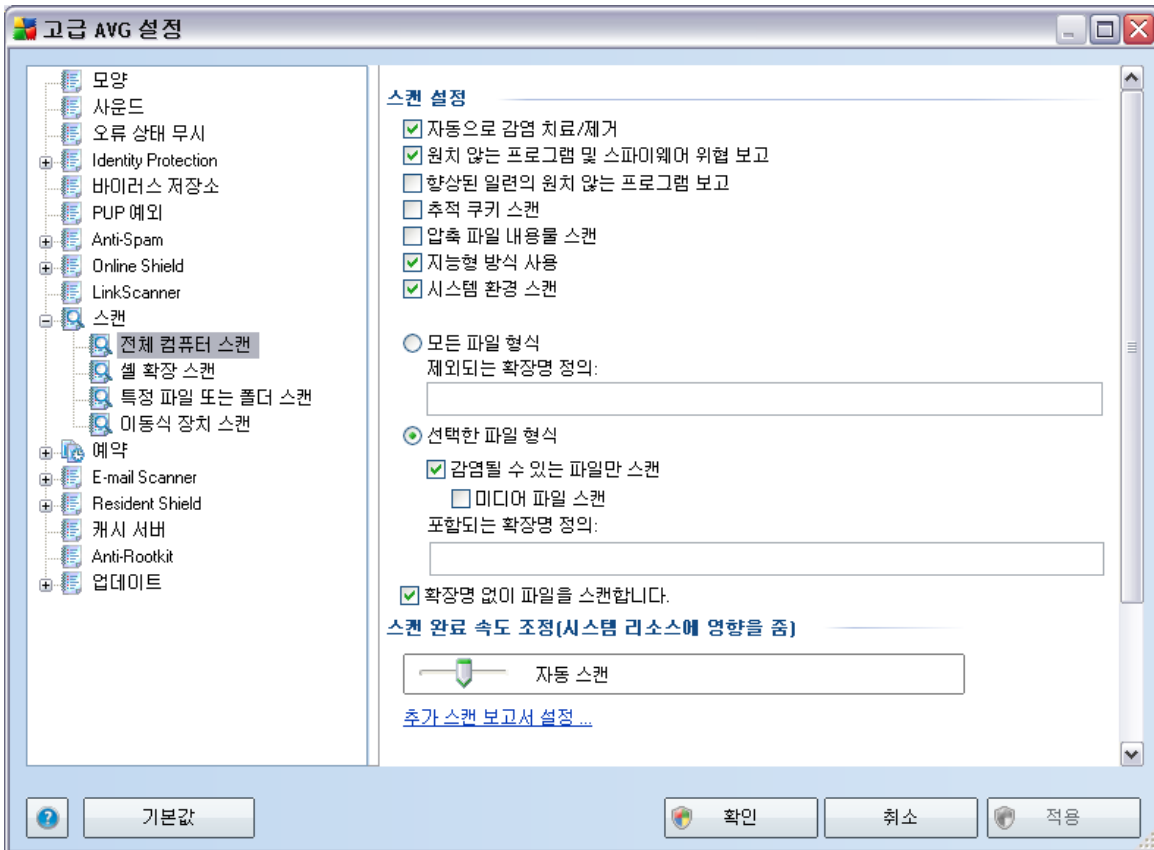 고급 AVG 설정
모양
사운드
오류 상태 무시
Identity Protection
바이러스 저장소
PUP 예외
Anti-Spam
Online Shield
LinkScanner
스캔
전체 컴퓨터 스캔
셸 확장 스캔
특정 파일 또는 폴더 스캔
이동식 장치 스캔
예약
E-mail Scanner
Resident Shield
캐시 서버
Anti-Rootkit
업데이트
스캔 설정
자동으로 감염 치료/제거
원치 않는 프로그램 및 스파이웨어 위협 보고
향상된 일련의 원치 않는 프로그램 보고
추적 쿠키 스캔
압축 파일 내용물 스캔
지능형 방식 사용
시스템 환경 스캔
모든 파일 형식
제외되는 확장명 정의:
선택한 파일 형식
감염될 수 있는 파일만 스캔
미디어 파일 스캔
포함되는 확장명 정의:
확장명 없이 파일을 스캔합니다.
스캔 완료 속도 조정(시스템 리소스에 영향을 줌)
자동 스캔
추가 스캔 보고서 설정 ...
기본값
확인
취소
적용